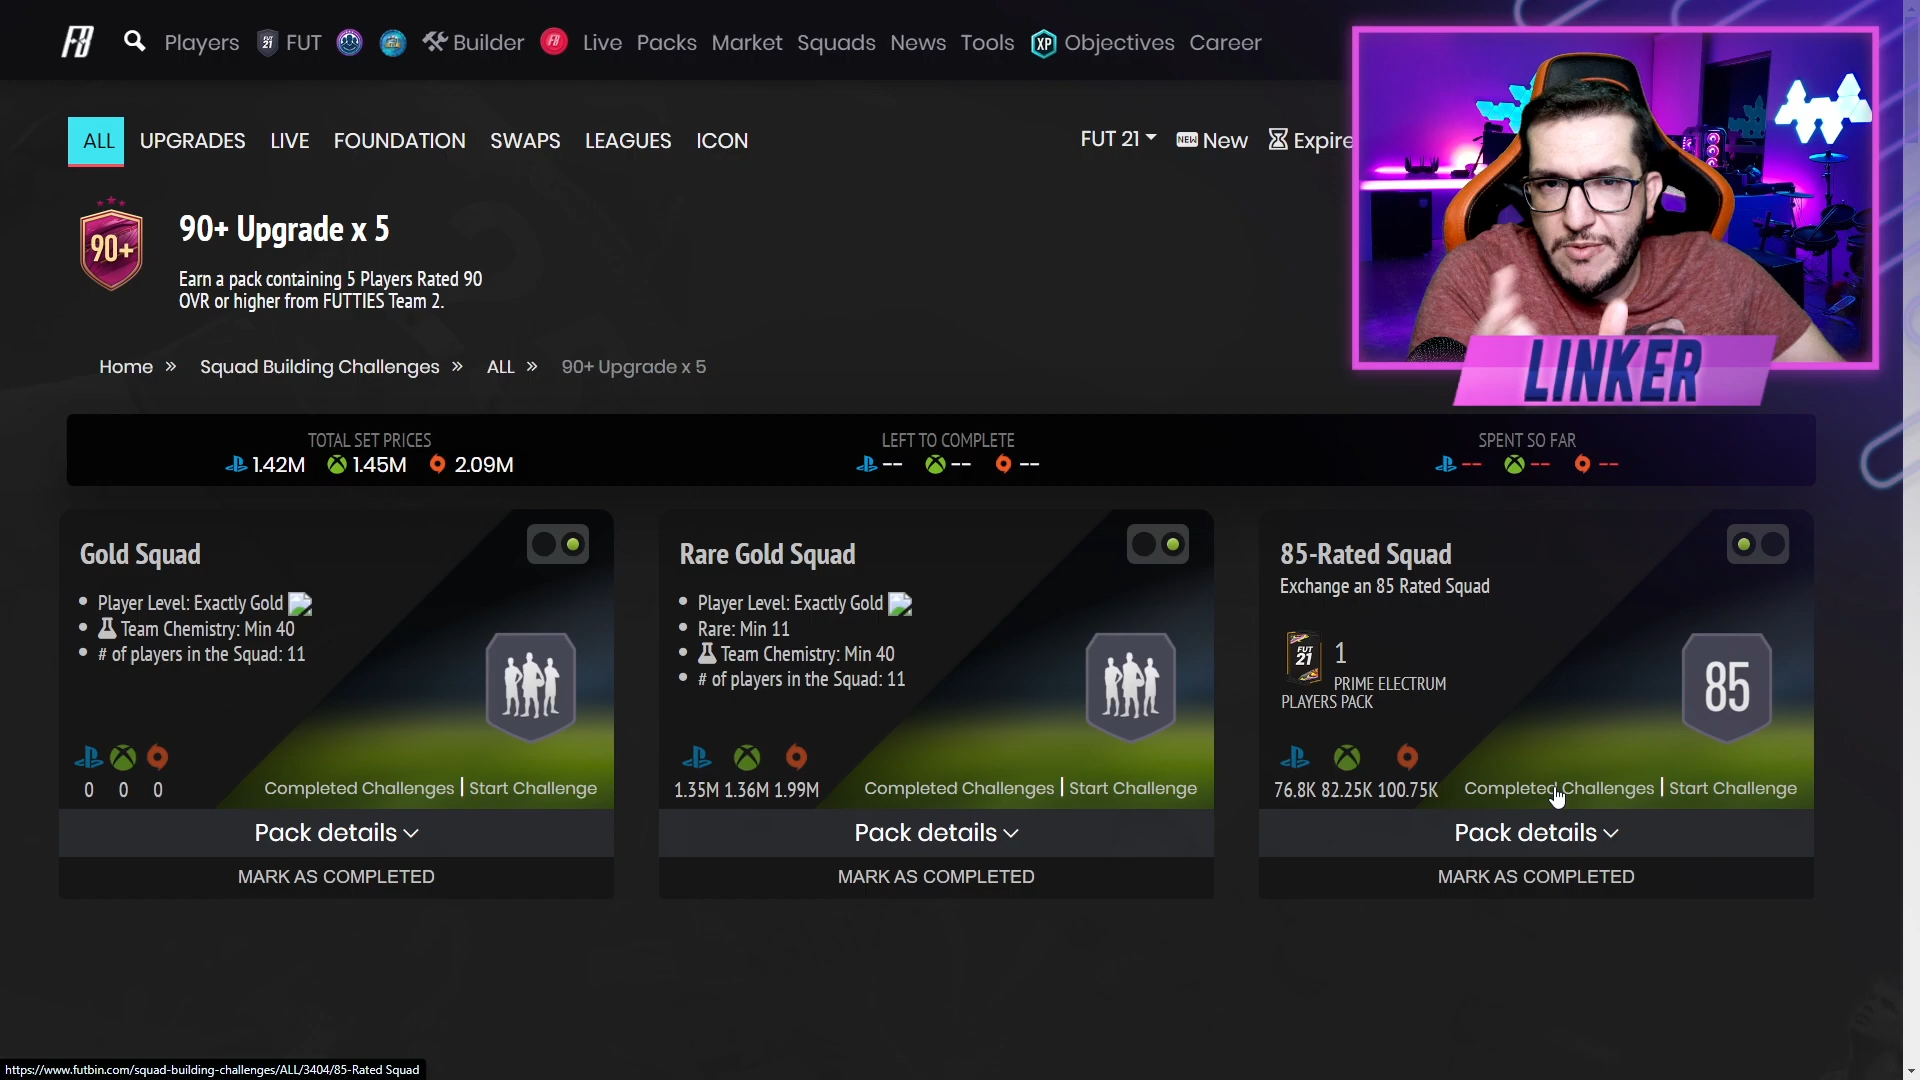 FB Players FUT 21 FUT Builder FB Live Packs Market Squads News Tools XP Objectives Career
ALL UPGRADES LIVE FOUNDATION SWAPS LEAGUES ICON FUT 21 NEW New Expire
90+
90+ Upgrade x 5
Earn a pack containing 5 Players Rated 90
OVR or higher from FUTTIES Team 2.
LINKER
Home » Squad Building Challenges » ALL » 90+ Upgrade x 5
TOTAL SET PRICES
1.42M 1.45M 2.09M
LEFT TO COMPLETE
-- -- --
SPENT SO FAR
-- -- --
Gold Squad
• Player Level: Exactly Gold
• Team Chemistry: Min 40
• # of players in the Squad: 11
0 0 0
Completed Challenges | Start Challenge
Pack details
MARK AS COMPLETED
Rare Gold Squad
• Player Level: Exactly Gold
• Rare: Min 11
• Team Chemistry: Min 40
• # of players in the Squad: 11
1.35M 1.36M 1.99M
Completed Challenges | Start Challenge
Pack details
MARK AS COMPLETED
85-Rated Squad
Exchange an 85 Rated Squad
FUT
21
1
PRIME ELECTRUM
PLAYERS PACK
85
76.8K 82.25K 100.75K
Completed Challenges | Start Challenge
Pack details
MARK AS COMPLETED
https://www.futbin.com/squad-building-challenges/ALL/3404/85-Rated Squad